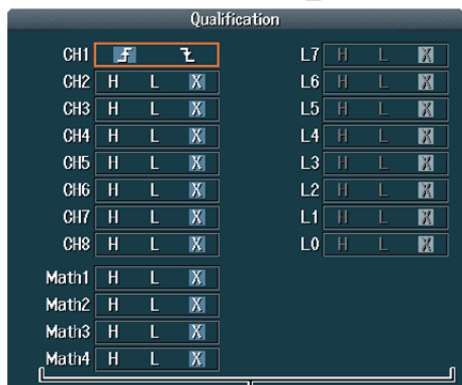 Qualification
CH1
CH2 H L X
CH3 H L X
CH4 H L X
CH5 H L X
CH6 H L X
CH7 H L X
CH8 H L X
Math1 H L X
Math2 H L X
Math3 H L X
Math4 H L X
L7 H L X
L6 H L X
L5 H L X
L4 H L X
L3 H L X
L2 H L X
L1 H L X
L0 H L X